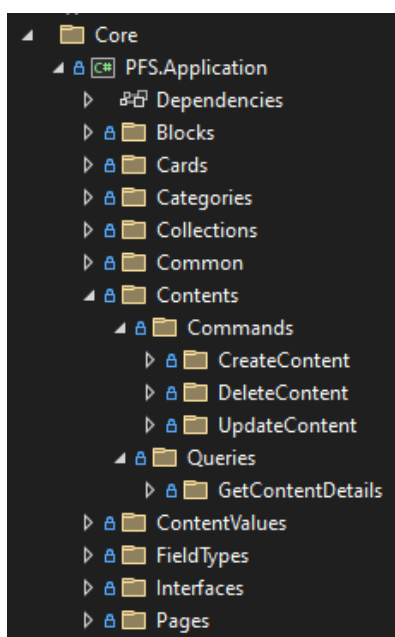 Core
C# PFS.Application
Dependencies
Blocks
Cards
Categories
Collections
Common
Contents
Commands
CreateContent
DeleteContent
UpdateContent
Queries
GetContentDetails
ContentValues
FieldTypes
Interfaces
Pages